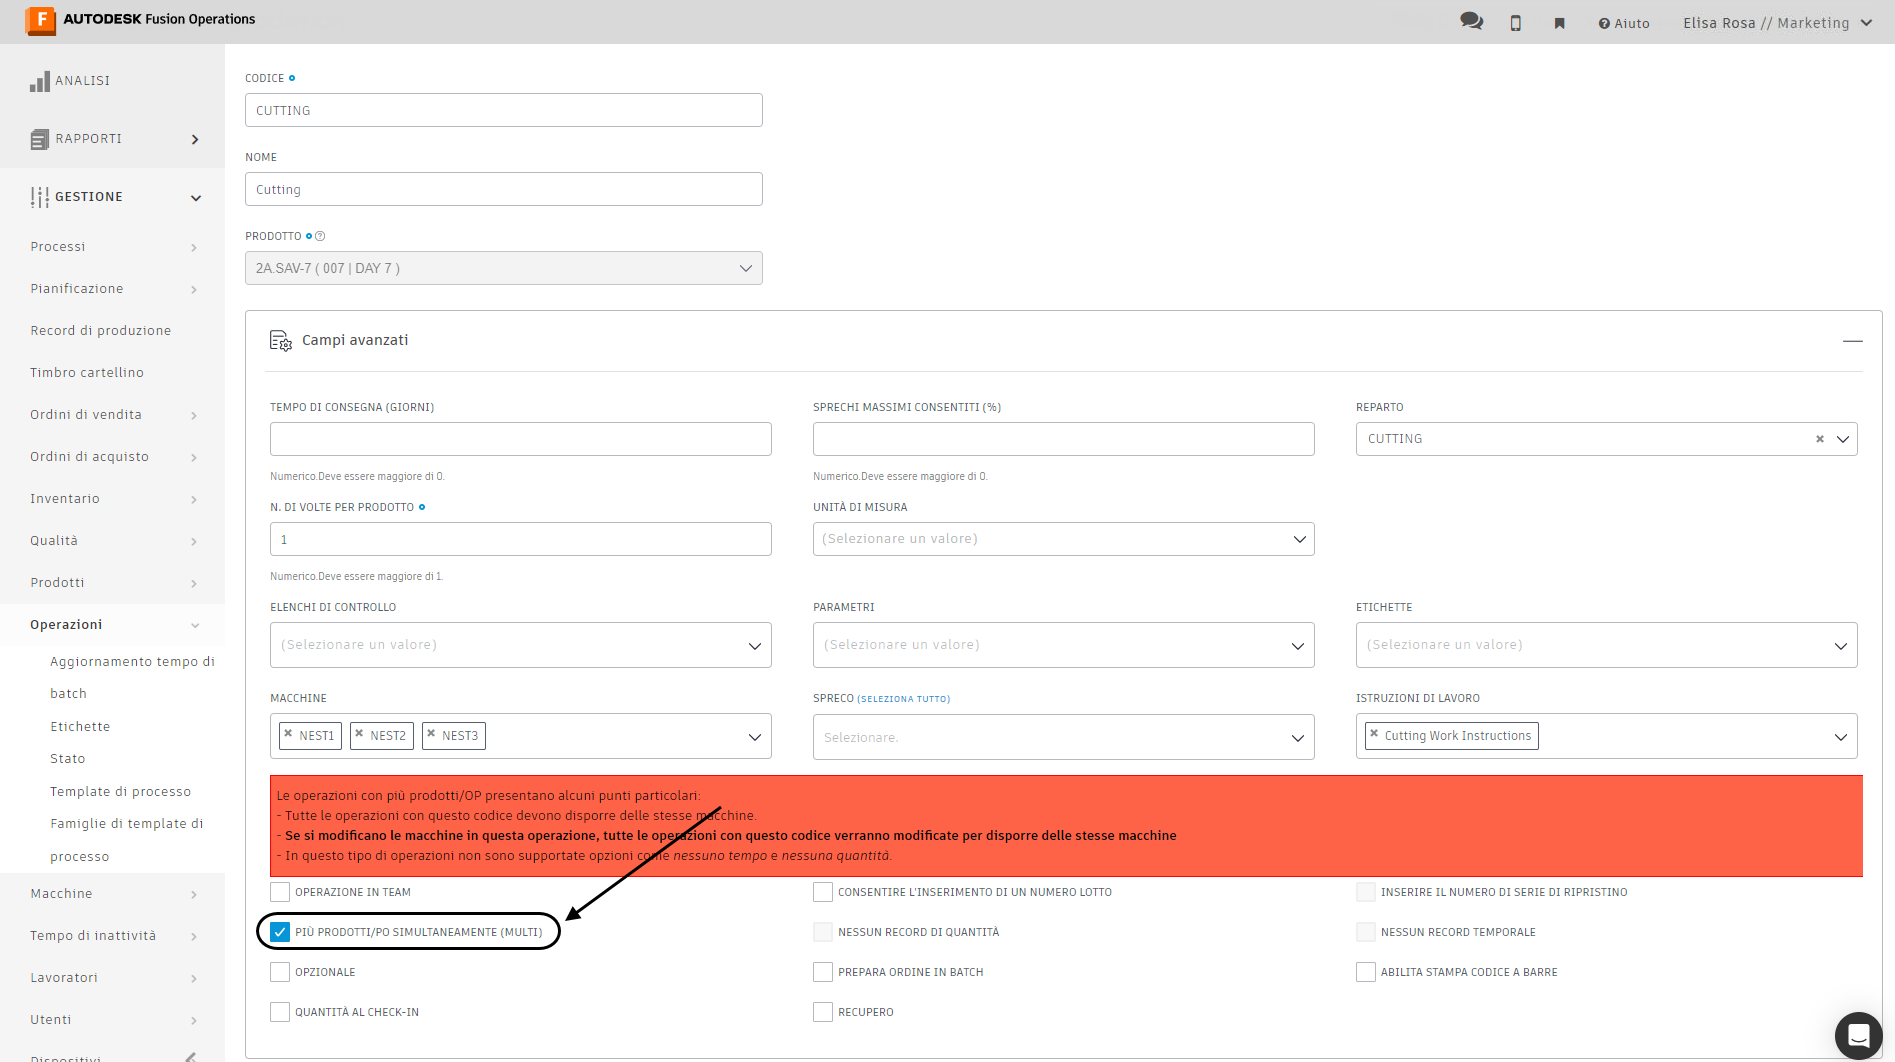 F AUTODESK Fusion Operations
Aiuto
Elisa Rosa // Marketing
ANALISI
RAPPORTI
GESTIONE
Processi
Pianificazione
Record di produzione
Timbro cartellino
Ordini di vendita
Ordini di acquisto
Inventario
Qualità
Prodotti
Operazioni
Aggiornamento tempo di
batch
Etichette
Stato
Template di processo
Famiglie di template di
processo
Macchine
Tempo di inattività
Lavoratori
Utenti
Dispositivi
CODICE
CUTTING
NOME
Cutting
PRODOTTO
2A.SAV-7 ( 007 | DAY 7 )
Campi avanzati
TEMPO DI CONSEGNA (GIORNI)
SPRECHI MASSIMI CONSENTITI (%)
REPARTO
CUTTING
Numerico.Deve essere maggiore di 0.
Numerico.Deve essere maggiore di 0.
N. DI VOLTE PER PRODOTTO
UNITÀ DI MISURA
1
(Selezionare un valore)
Numerico.Deve essere maggiore di 1.
ELENCHI DI CONTROLLO
PARAMETRI
ETICHETTE
(Selezionare un valore)
(Selezionare un valore)
(Selezionare un valore)
MACCHINE
SPRECO (SELEZIONA TUTTO)
ISTRUZIONI DI LAVORO
NEST1 NEST2 NEST3
Selezionare.
Cutting Work Instructions
Le operazioni con più prodotti/OP presentano alcuni punti particolari:
- Tutte le operazioni con questo codice devono disporre delle stesse macchine.
- Se si modificano le macchine in questa operazione, tutte le operazioni con questo codice verranno modificate per disporre delle stesse macchine
- In questo tipo di operazioni non sono supportate opzioni come nessuno tempo e nessuna quantità.
OPERAZIONE IN TEAM
CONSENTIRE L'INSERIMENTO DI UN NUMERO LOTTO
INSERIRE IL NUMERO DI SERIE DI RIPRISTINO
PIÙ PRODOTTI/PO SIMULTANEAMENTE (MULTI)
NESSUN RECORD DI QUANTITÀ
NESSUN RECORD TEMPORALE
OPZIONALE
PREPARA ORDINE IN BATCH
ABILITA STAMPA CODICE A BARRE
QUANTITÀ AL CHECK-IN
RECUPERO